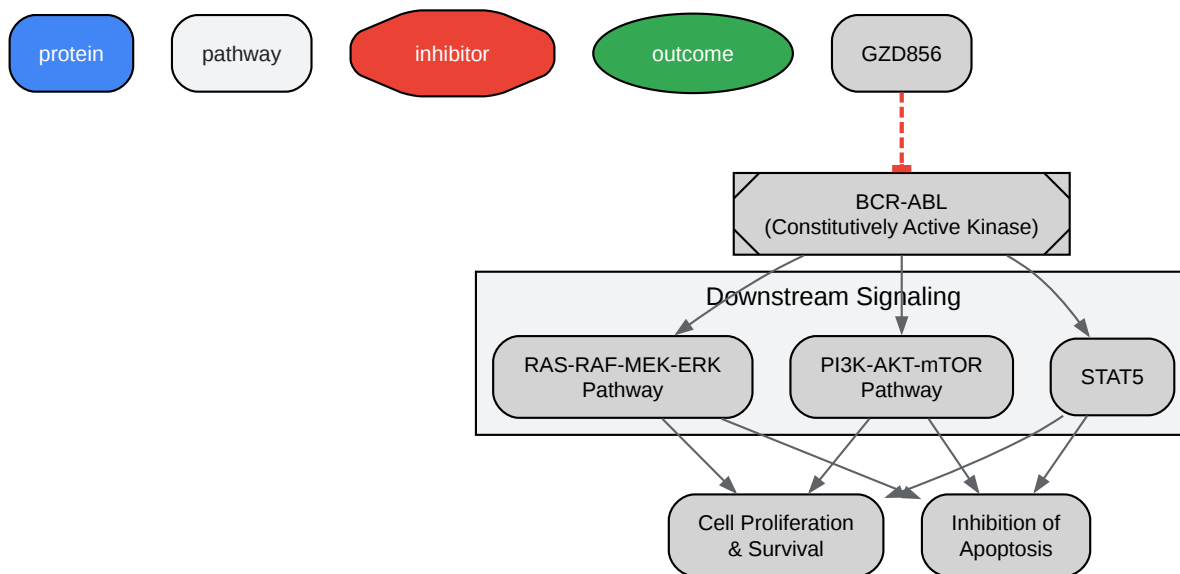 protein
pathway
inhibitor
outcome
GZD856
BCR-ABL
(Constitutively Active Kinase)
Downstream Signaling
RAS-RAF-MEK-ERK
Pathway
PI3K-AKT-mTOR
Pathway
STAT5
Cell Proliferation
& Survival
Inhibition of
Apoptosis